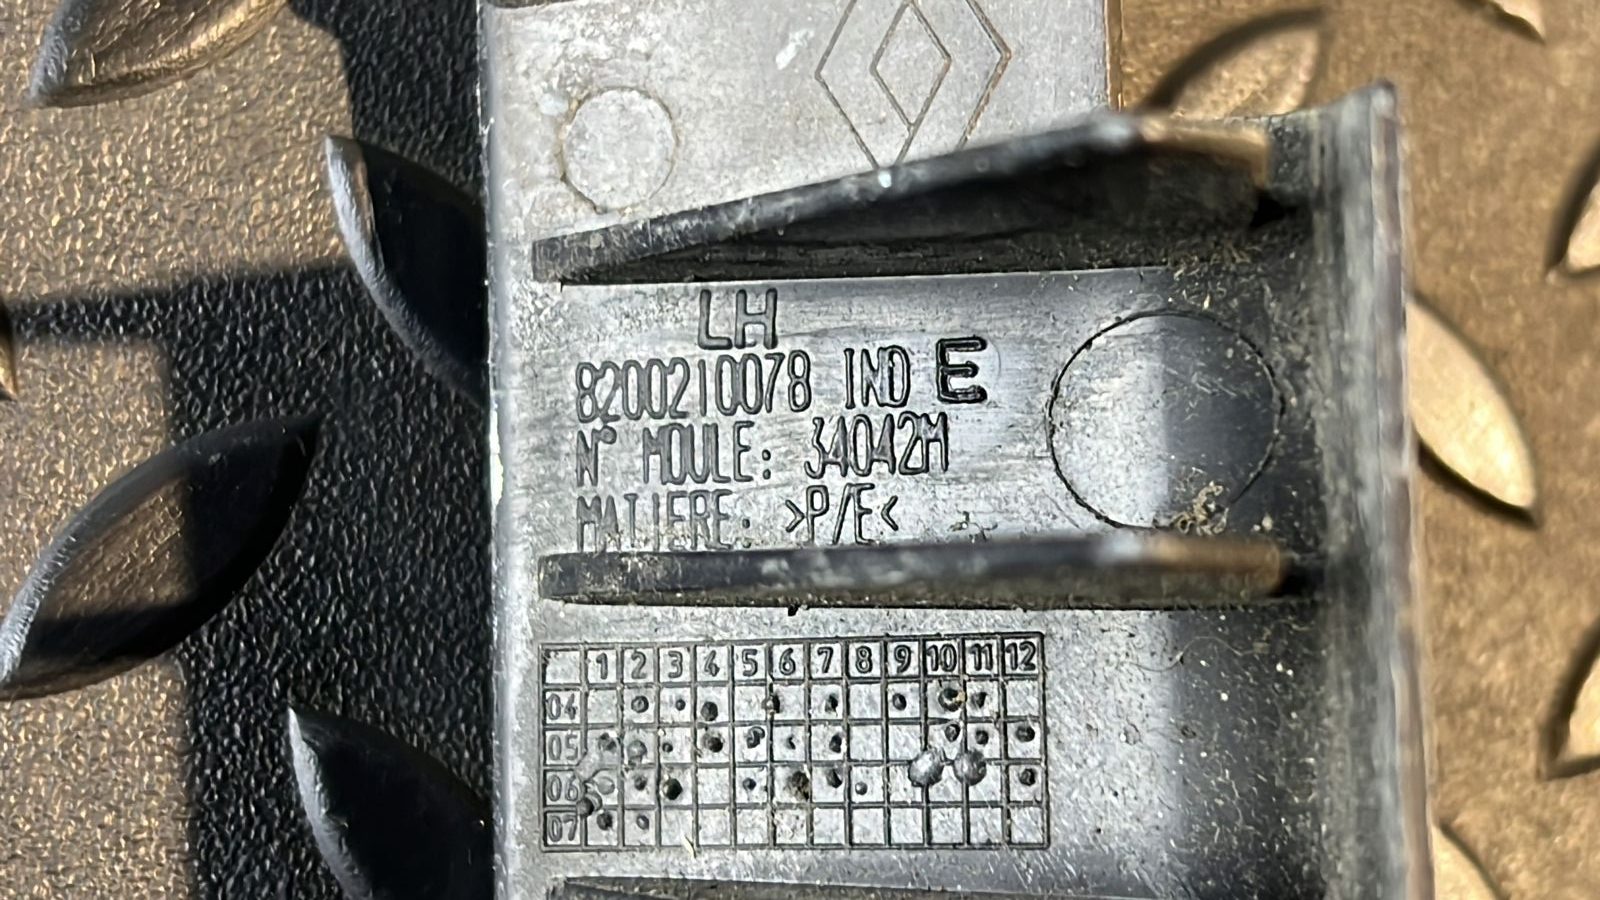 LH
8200210078 IND E
N° MOULE: 34042M
MATIERE: >P/E<
1 2 3 4 5 6 7 8 9 10 11 12
04
05
06
07